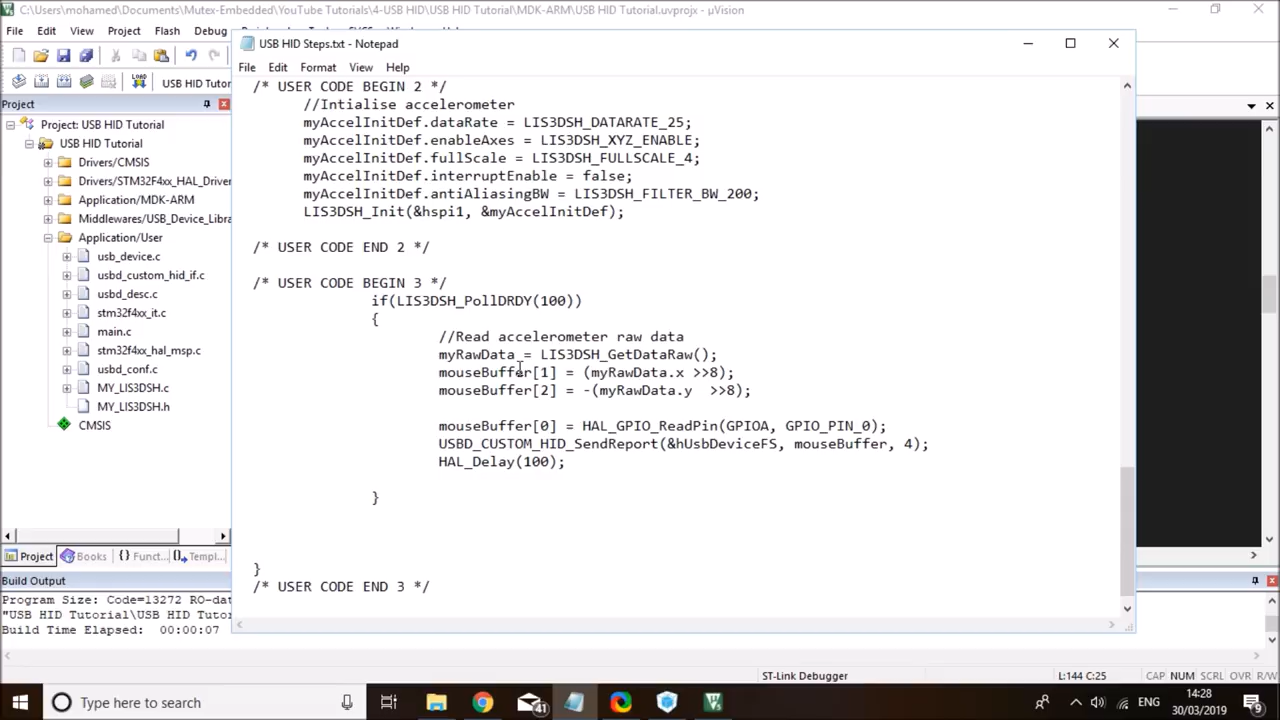 C:\Users\mohamed\Documents\Mutex-Embedded\YouTube Tutorials\4-USB HID\USB HID Tutorial\MDK-ARM\USB HID Tutorial.uvprojx - µVision
File Edit View Project Flash Debug
USB HID Steps.txt - Notepad
File Edit Format View Help
LOAD
USB HID Tutor
Project
Project: USB HID Tutorial
USB HID Tutorial
Drivers/CMSIS
Drivers/STM32F4xx_HAL_Driver
Application/MDK-ARM
Middlewares/USB_Device_Libra
Application/User
usb_device.c
usbd_custom_hid_if.c
usbd_desc.c
stm32f4xx_it.c
main.c
stm32f4xx_hal_msp.c
usbd_conf.c
MY_LIS3DSH.c
MY_LIS3DSH.h
CMSIS
/* USER CODE BEGIN 2 */
//Intialise accelerometer
myAccelInitDef.dataRate = LIS3DSH_DATARATE_25;
myAccelInitDef.enableAxes = LIS3DSH_XYZ_ENABLE;
myAccelInitDef.fullScale = LIS3DSH_FULLSCALE_4;
myAccelInitDef.interruptEnable = false;
myAccelInitDef.antiAliasingBW = LIS3DSH_FILTER_BW_200;
LIS3DSH_Init(&hspi1, &myAccelInitDef);
/* USER CODE END 2 */
/* USER CODE BEGIN 3 */
if(LIS3DSH_PollDRDY(100))
{
//Read accelerometer raw data
myRawData = LIS3DSH_GetDataRaw();
mouseBuffer[1] = (myRawData.x >>8);
mouseBuffer[2] = -(myRawData.y >>8);
mouseBuffer[0] = HAL_GPIO_ReadPin(GPIOA, GPIO_PIN_0);
USBD_CUSTOM_HID_SendReport(&hUsbDeviceFS, mouseBuffer, 4);
HAL_Delay(100);
}
}
/* USER CODE END 3 */
Project Books {} Funct... Templ...
Build Output
Program Size: Code=13272 RO-dat
"USB HID Tutorial\USB HID Tutor
Build Time Elapsed: 00:00:07
ST-Link Debugger L:144 C:25 CAP NUM SCRL OVR R/W
Type here to search
41
ENG
14:28
30/03/2019
9